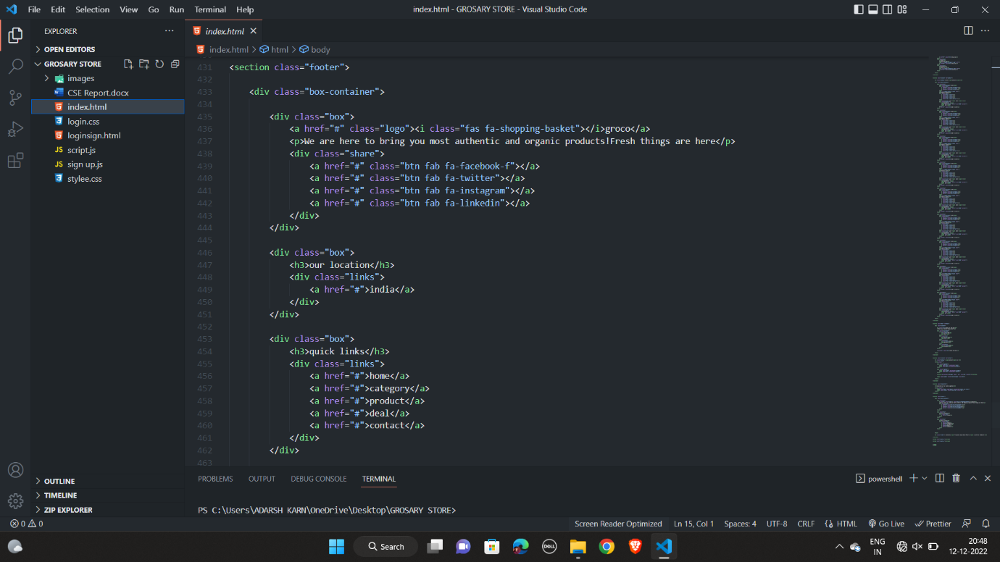 File Edit Selection View Go Run Terminal Help
index.html - GROSARY STORE - Visual Studio Code
EXPLORER
OPEN EDITORS
GROSARY STORE
images
CSE Report.docx
index.html
login.css
loginsign.html
script.js
sign up.js
stylee.css
OUTLINE
TIMELINE
ZIP EXPLORER
index.html
index.html > html > body
431 <section class="footer">
432
433 <div class="box-container">
434
435 <div class="box">
436 <a href="#" class="logo"><i class="fas fa-shopping-basket"></i>groco</a>
437 <p>We are here to bring you most authentic and organic products!Fresh things are here</p>
438 <div class="share">
439 <a href="#" class="btn fab fa-facebook-f"></a>
440 <a href="#" class="btn fab fa-twitter"></a>
441 <a href="#" class="btn fab fa-instagram"></a>
442 <a href="#" class="btn fab fa-linkedin"></a>
443 </div>
444 </div>
445
446 <div class="box">
447 <h3>our location</h3>
448 <div class="links">
449 <a href="#">india</a>
450 </div>
451 </div>
452
453 <div class="box">
454 <h3>quick links</h3>
455 <div class="links">
456 <a href="#">home</a>
457 <a href="#">category</a>
458 <a href="#">product</a>
459 <a href="#">deal</a>
460 <a href="#">contact</a>
461 </div>
462 </div>
463
PROBLEMS OUTPUT DEBUG CONSOLE TERMINAL
powershell
PS C:\Users\ADARSH KARN\OneDrive\Desktop\GROSARY STORE>
0 0
Screen Reader Optimized Ln 15, Col 1 Spaces: 4 UTF-8 CRLF HTML Go Live Prettier
Search
DELL
ENG
IN
20:48
12-12-2022